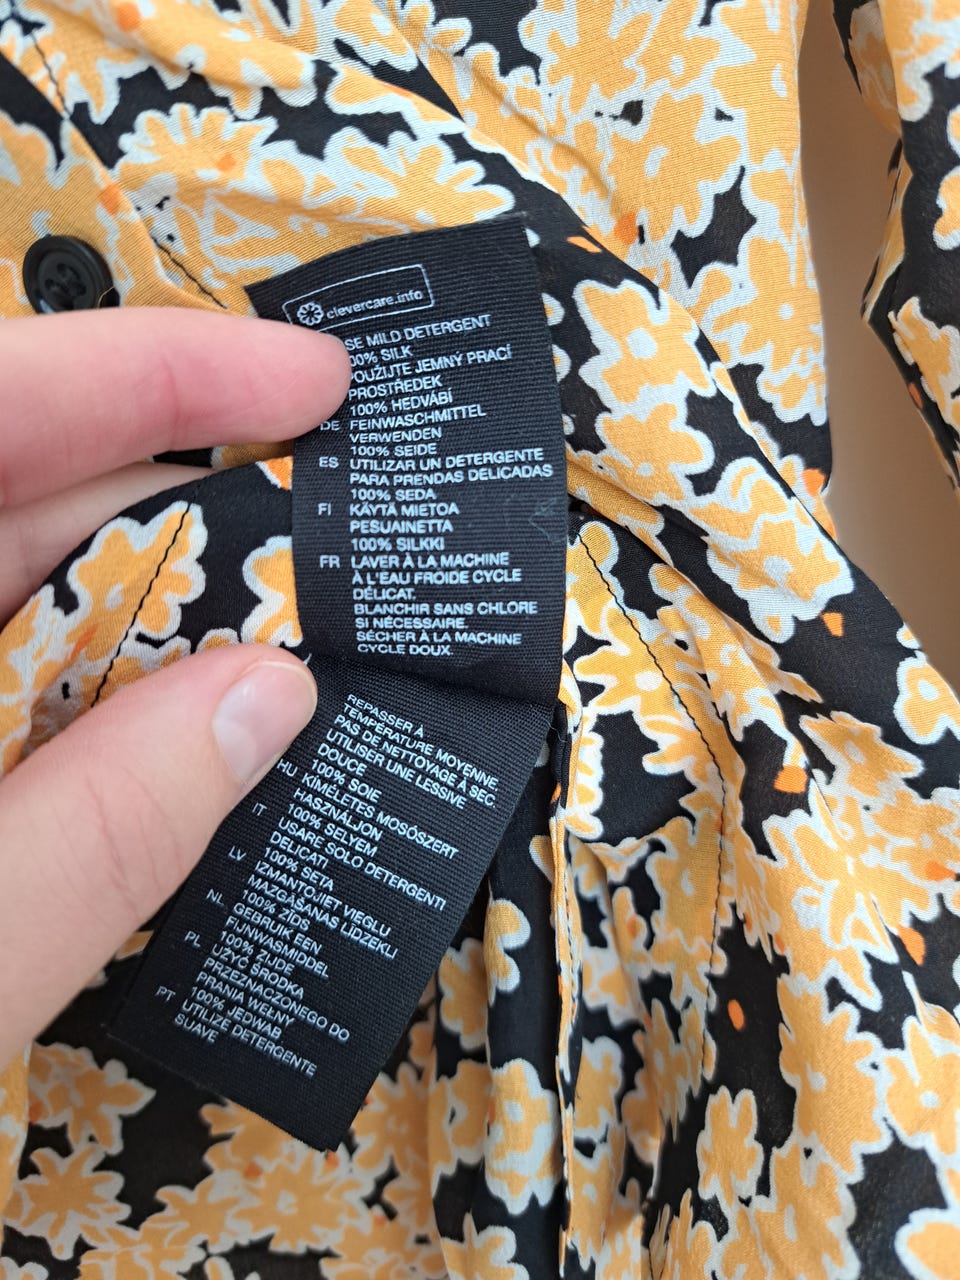 clevercare.info
SE MILD DETERGENT
00% SILK
POUŽIJTE JEMNÝ PRACÍ
PROSTŘEDEK
100% HEDVÁBÍ
DE FEINWASCHMITTEL
VERWENDEN
100% SEIDE
ES UTILIZAR UN DETERGENTE
PARA PRENDAS DELICADAS
100% SEDA
FI KÄYTÄ MIETOA
PESUAINETTA
100% SILKKI
FR LAVER À LA MACHINE
À L'EAU FROIDE CYCLE
DÉLICAT.
BLANCHIR SANS CHLORE
SI NÉCESSAIRE.
SÉCHER À LA MACHINE
CYCLE DOUX.
REPASSER À
TEMPÉRATURE MOYENNE.
PAS DE NETTOYAGE À SEC.
UTILISER UNE LESSIVE
DOUCE
100% SOIE
HU KÍMÉLETES MOSÓSZERT
HASZNÁLJON
100% SELYEM
IT USARE SOLO DETERGENTI
DELICATI
100% SETA
LV IZMANTOJIET VIEGLU
MAZGĀŠANAS LĪDZEKLI
100% ZĪDS
NL GEBRUIK EEN
FIJNWASMIDDEL
100% ZIJDE
PL UŻYĆ ŚRODKA
PRZEZNACZONEGO DO
PRANIA WEŁNY
100% JEDWAB
PT UTILIZE DETERGENTE
SUAVE